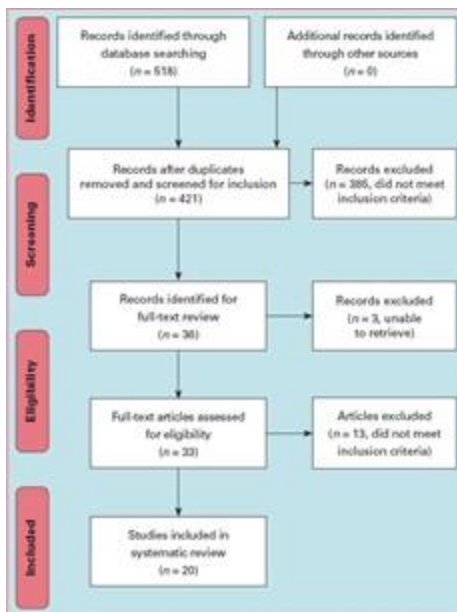 Identification
Records identified through
database searching
(n = 518)
Additional records identified
through other sources
(n = 0)
Screening
Records after duplicates
removed and screened for inclusion
(n = 421)
Records excluded
(n = 385, did not meet
inclusion criteria)
Records identified for
full-text review
(n = 36)
Records excluded
(n = 3, unable
to retrieve)
Eligibility
Full-text articles assessed
for eligibility
(n = 33)
Articles excluded
(n = 13, did not meet
inclusion criteria)
Included
Studies included in
systematic review
(n = 20)